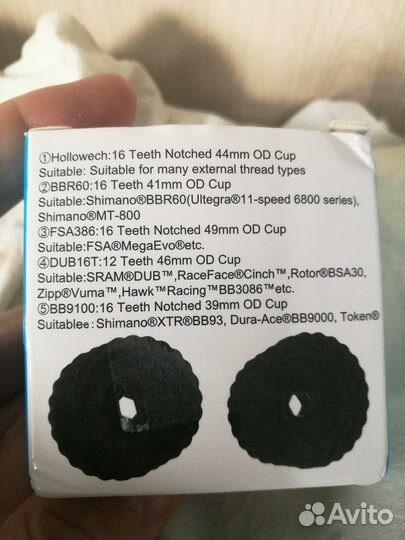 ①Hollowech:16 Teeth Notched 44mm OD Cup
Suitable: Suitable for many external thread types
②BBR60:16 Teeth 41mm OD Cup
Suitable:Shimano®BBR60(Ultegra®11-speed 6800 series),
Shimano®MT-800
③FSA386:16 Teeth Notched 49mm OD Cup
Suitable:FSA®MegaEvo®etc.
④DUB16T:12 Teeth 46mm OD Cup
Suitable:SRAM®DUB™,RaceFace®Cinch™,Rotor®BSA30,
Zipp®Vuma™,Hawk™Racing™BB3086™etc.
⑤BB9100:16 Teeth Notched 39mm OD Cup
Suitablee:Shimano®XTR®BB93, Dura-Ace®BB9000, Token®
Avito